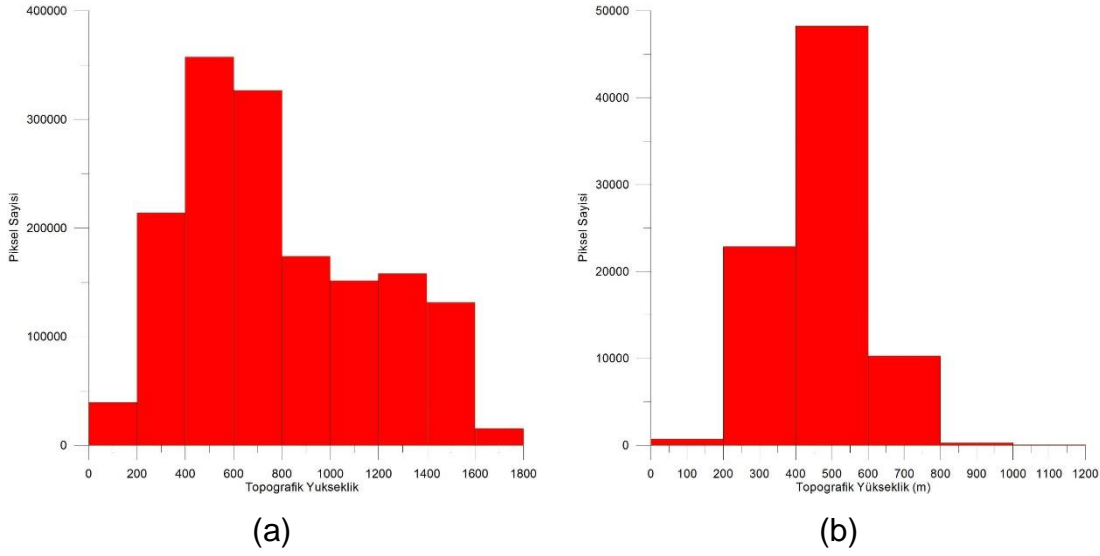 400000
300000
200000
100000
0
Piksel Sayisi
0 200 400 600 800 1000 1200 1400 1600 1800
Topografik Yukseklik
(a)
50000
40000
30000
20000
10000
0
Piksel Sayisi
0 100 200 300 400 500 600 700 800 900 1000 1100 1200
Topografik Yükseklik (m)
(b)